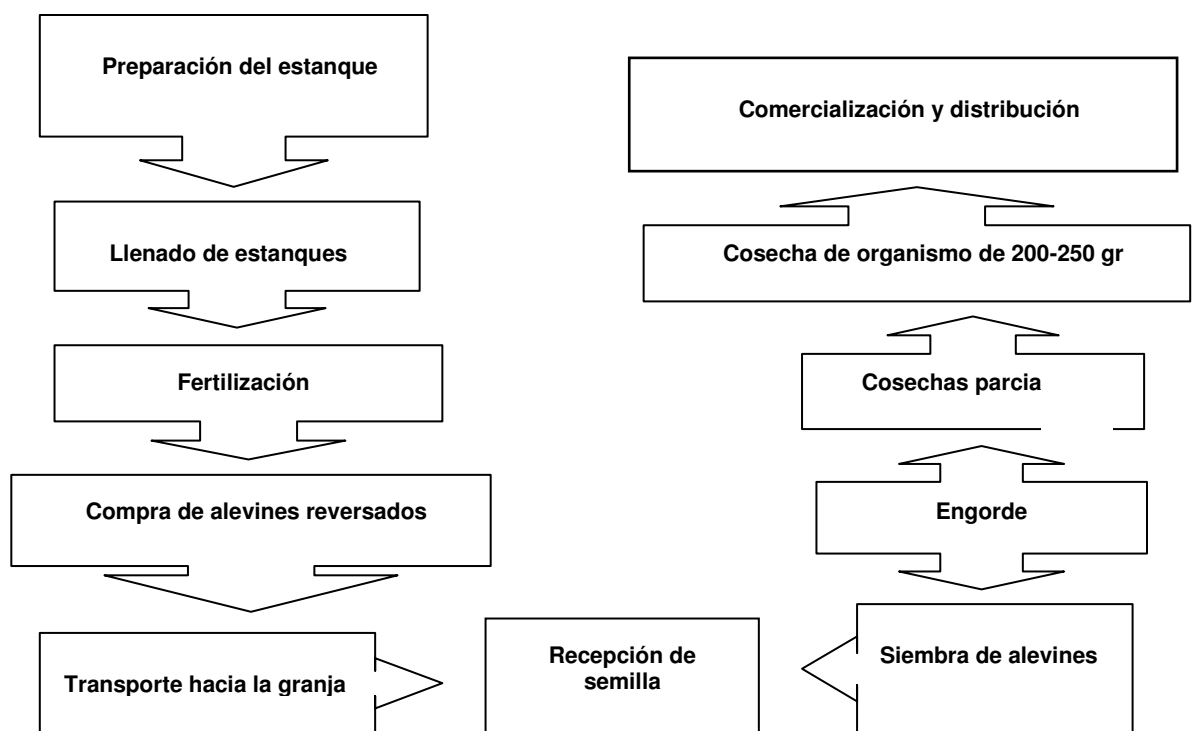 Preparación del estanque
Llenado de estanques
Fertilización
Compra de alevines reversados
Transporte hacia la granja
Recepción de
semilla
Siembra de alevines
Engorde
Cosechas parcia
Cosecha de organismo de 200-250 gr
Comercialización y distribución